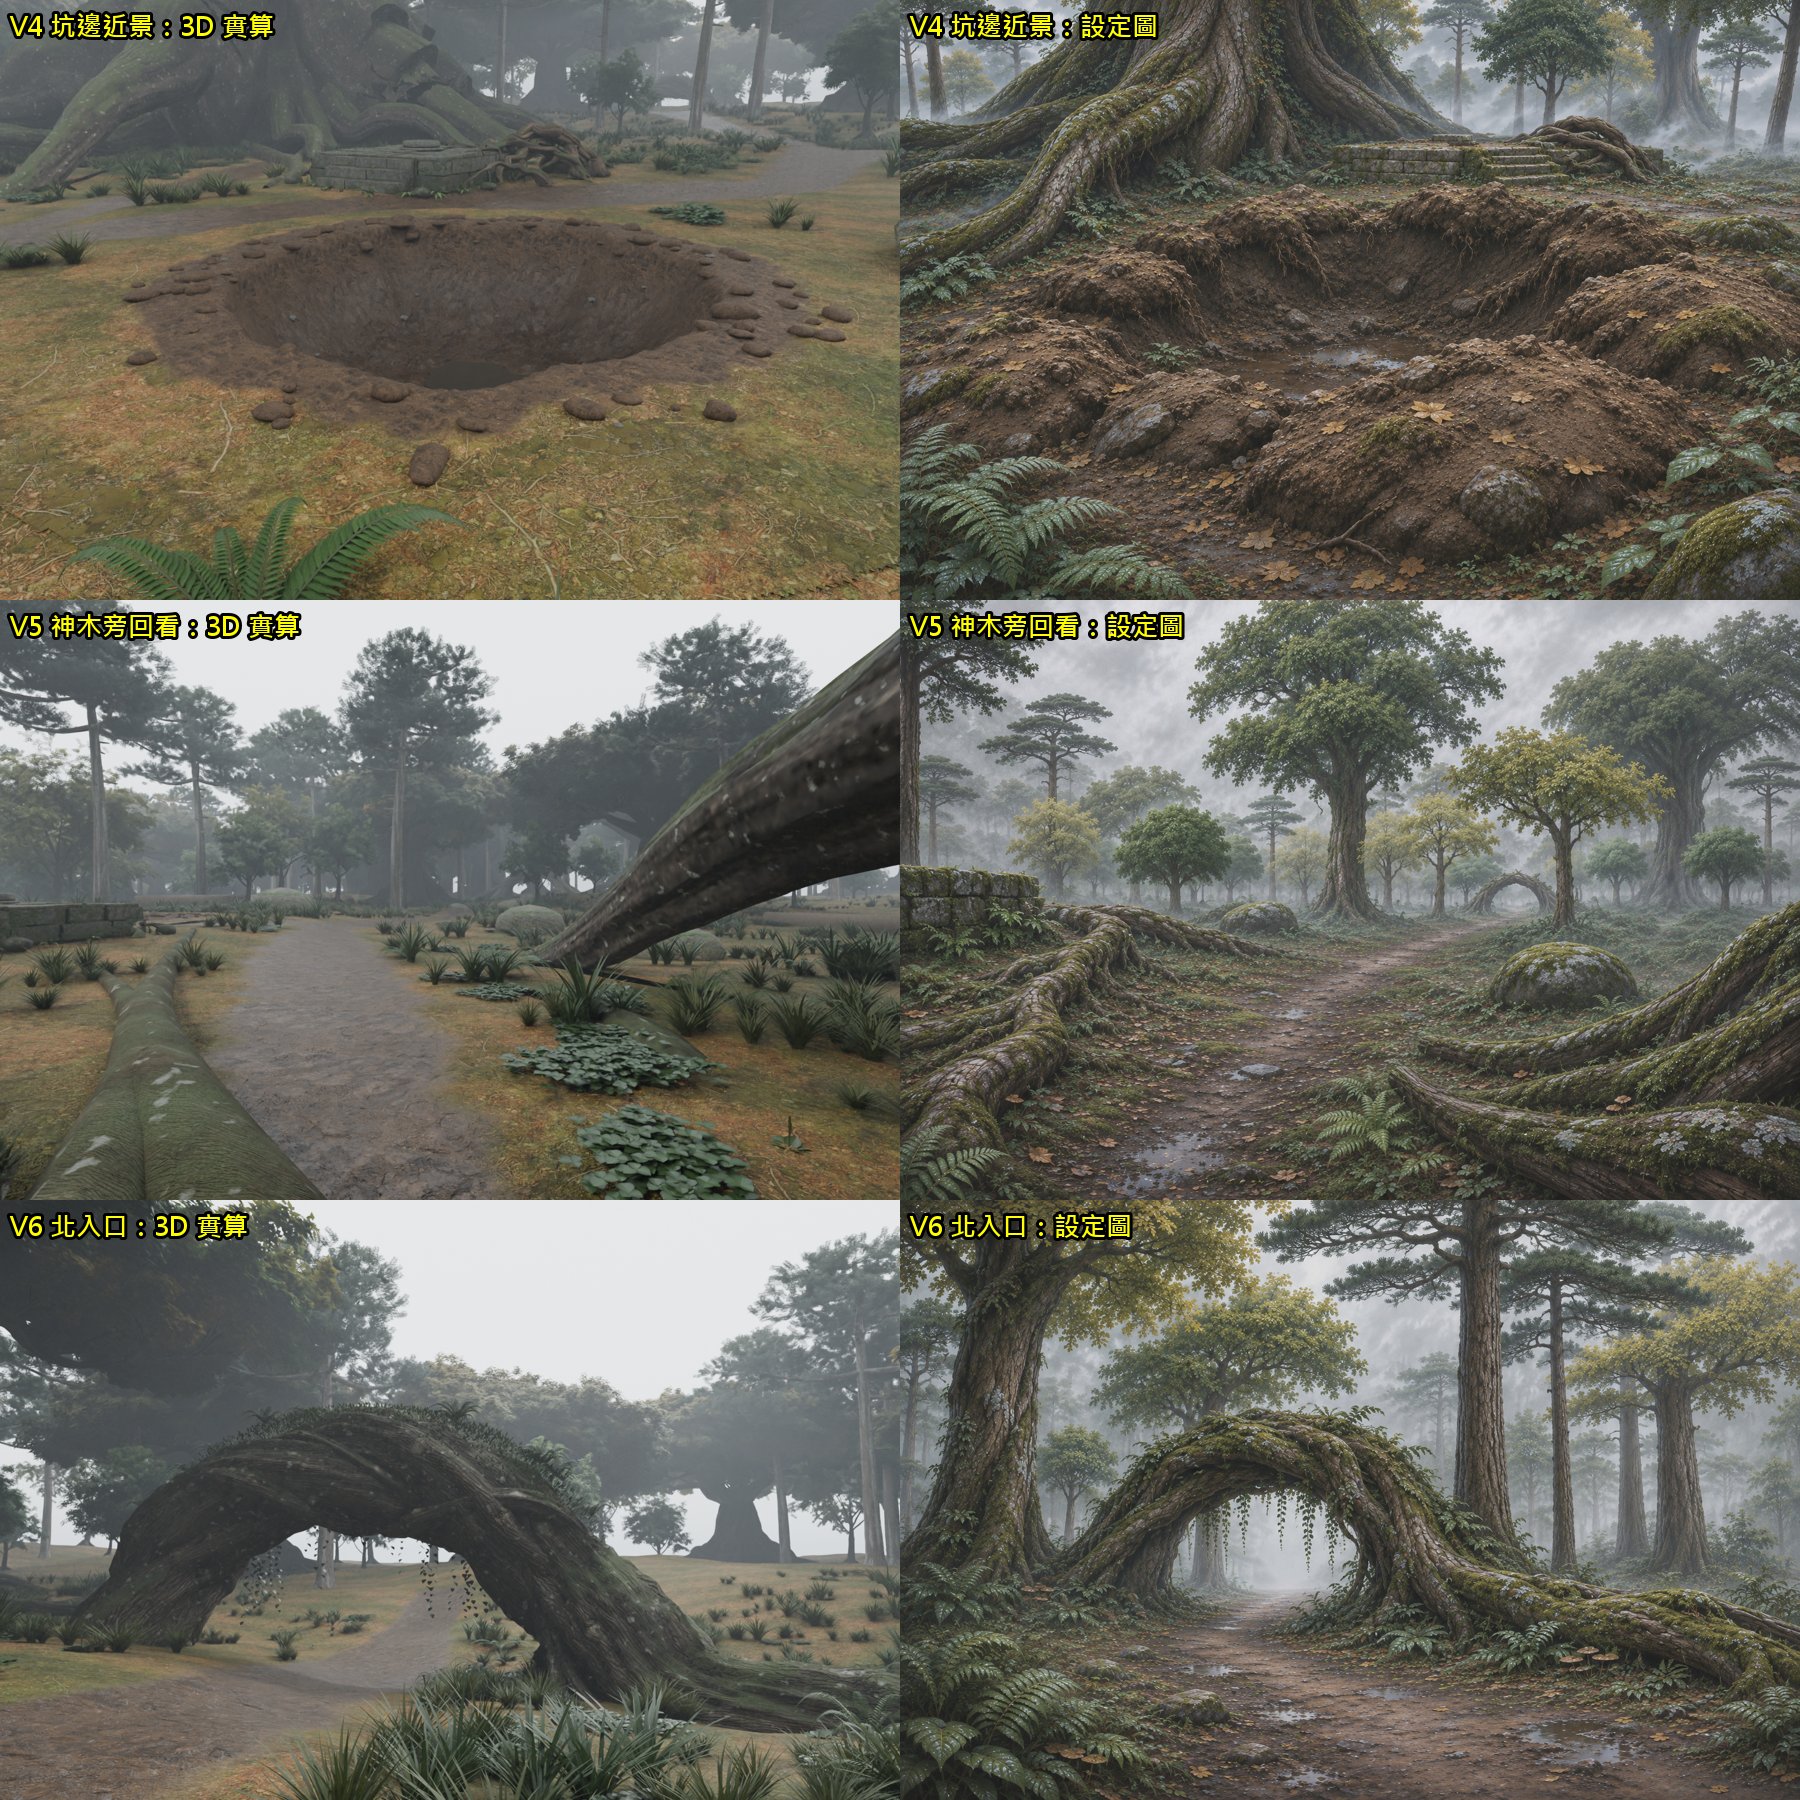 V4 坑邊近景：3D 實算
V4 坑邊近景：設定圖
V5 神木旁回看：3D 實算
V5 神木旁回看：設定圖
V6 北入口：3D 實算
V6 北入口：設定圖